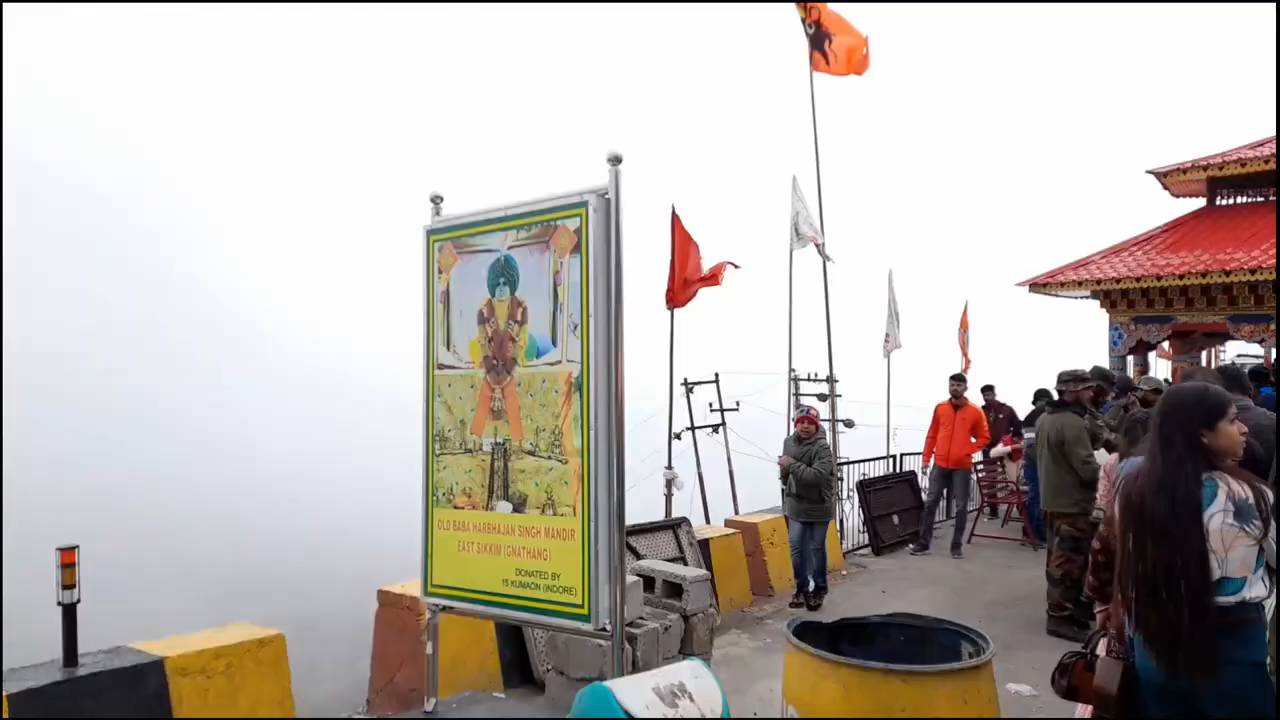 OLD BABA HARBHAJAN SINGH MANDIR
EAST SIKKIM (GNATHANG)
DONATED BY
15 KUMAON (INDORE)